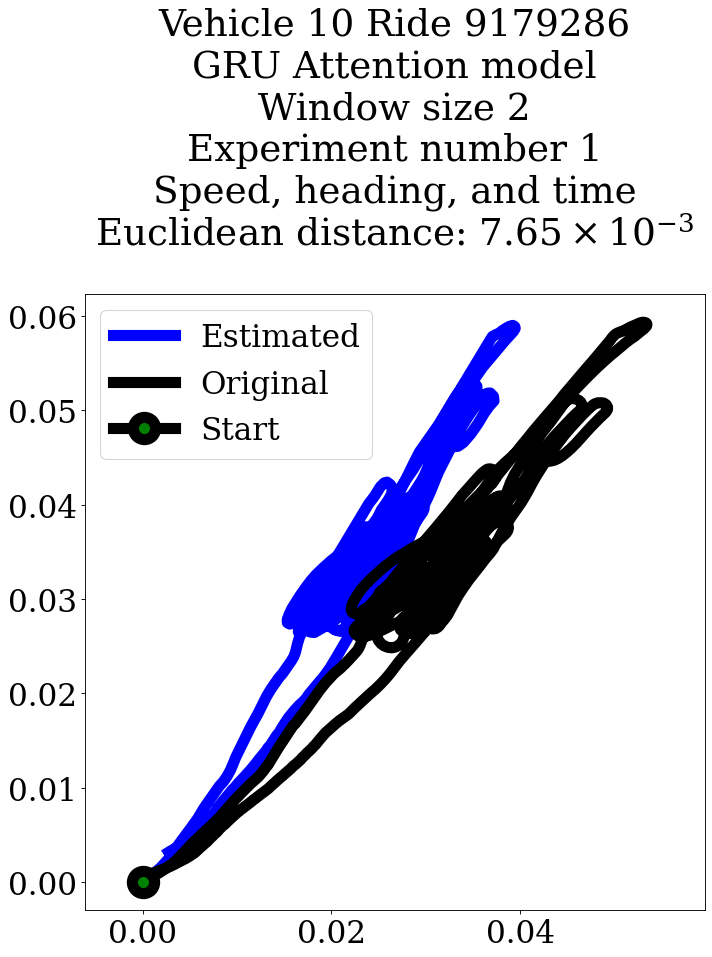 Vehicle 10 Ride 9179286
GRU Attention model
Window size 2
Experiment number 1
Speed, heading, and time
Euclidean distance: 7.65 × 10⁻³
Estimated
Original
Start
0.06
0.05
0.04
0.03
0.02
0.01
0.00
0.00 0.02 0.04